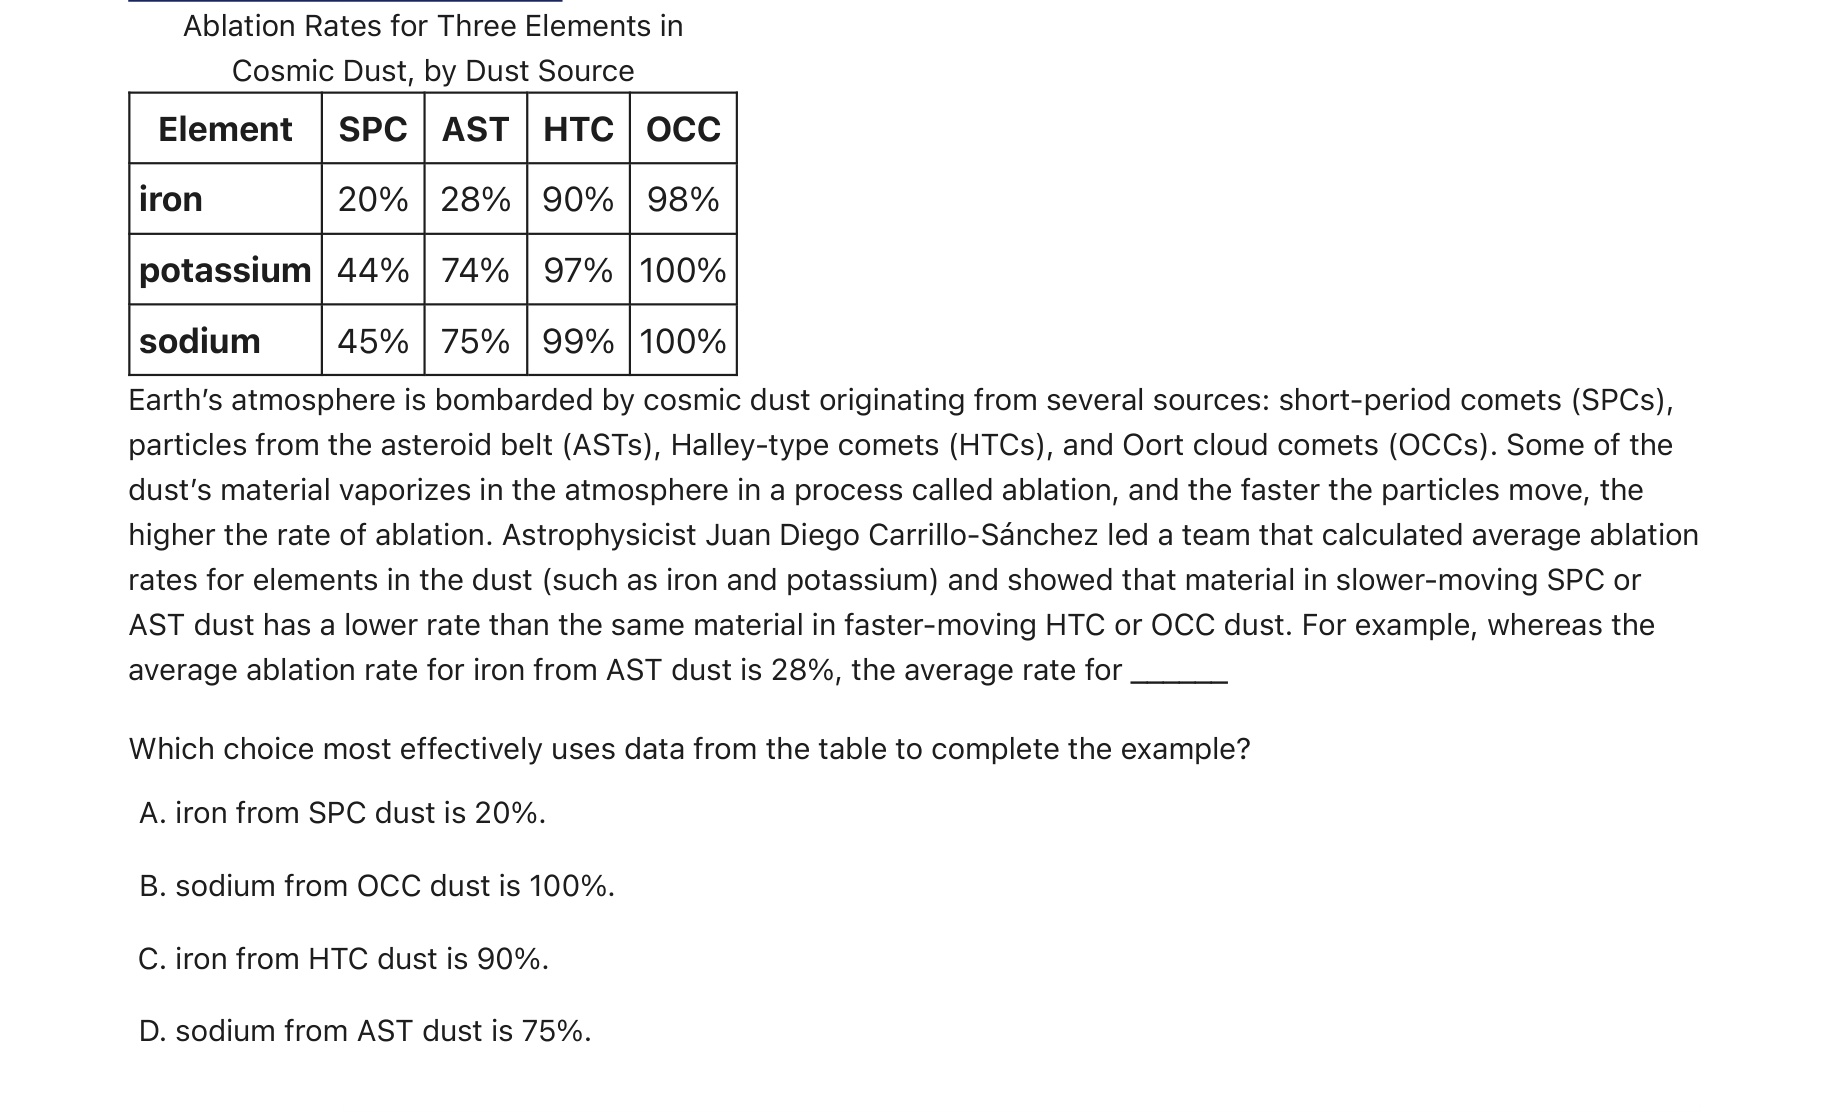 Ablation Rates for Three Elements in
Cosmic Dust, by Dust Source
Element SPC AST HTC OCC
iron 20% 28% 90% 98%
potassium 44% 74% 97% 100%
sodium 45% 75% 99% 100%
Earth’s atmosphere is bombarded by cosmic dust originating from several sources: short-period comets (SPCs),
particles from the asteroid belt (ASTs), Halley-type comets (HTCs), and Oort cloud comets (OCCs). Some of the
dust’s material vaporizes in the atmosphere in a process called ablation, and the faster the particles move, the
higher the rate of ablation. Astrophysicist Juan Diego Carrillo-Sánchez led a team that calculated average ablation
rates for elements in the dust (such as iron and potassium) and showed that material in slower-moving SPC or
AST dust has a lower rate than the same material in faster-moving HTC or OCC dust. For example, whereas the
average ablation rate for iron from AST dust is 28%, the average rate for ______
Which choice most effectively uses data from the table to complete the example?
A. iron from SPC dust is 20%.
B. sodium from OCC dust is 100%.
C. iron from HTC dust is 90%.
D. sodium from AST dust is 75%.